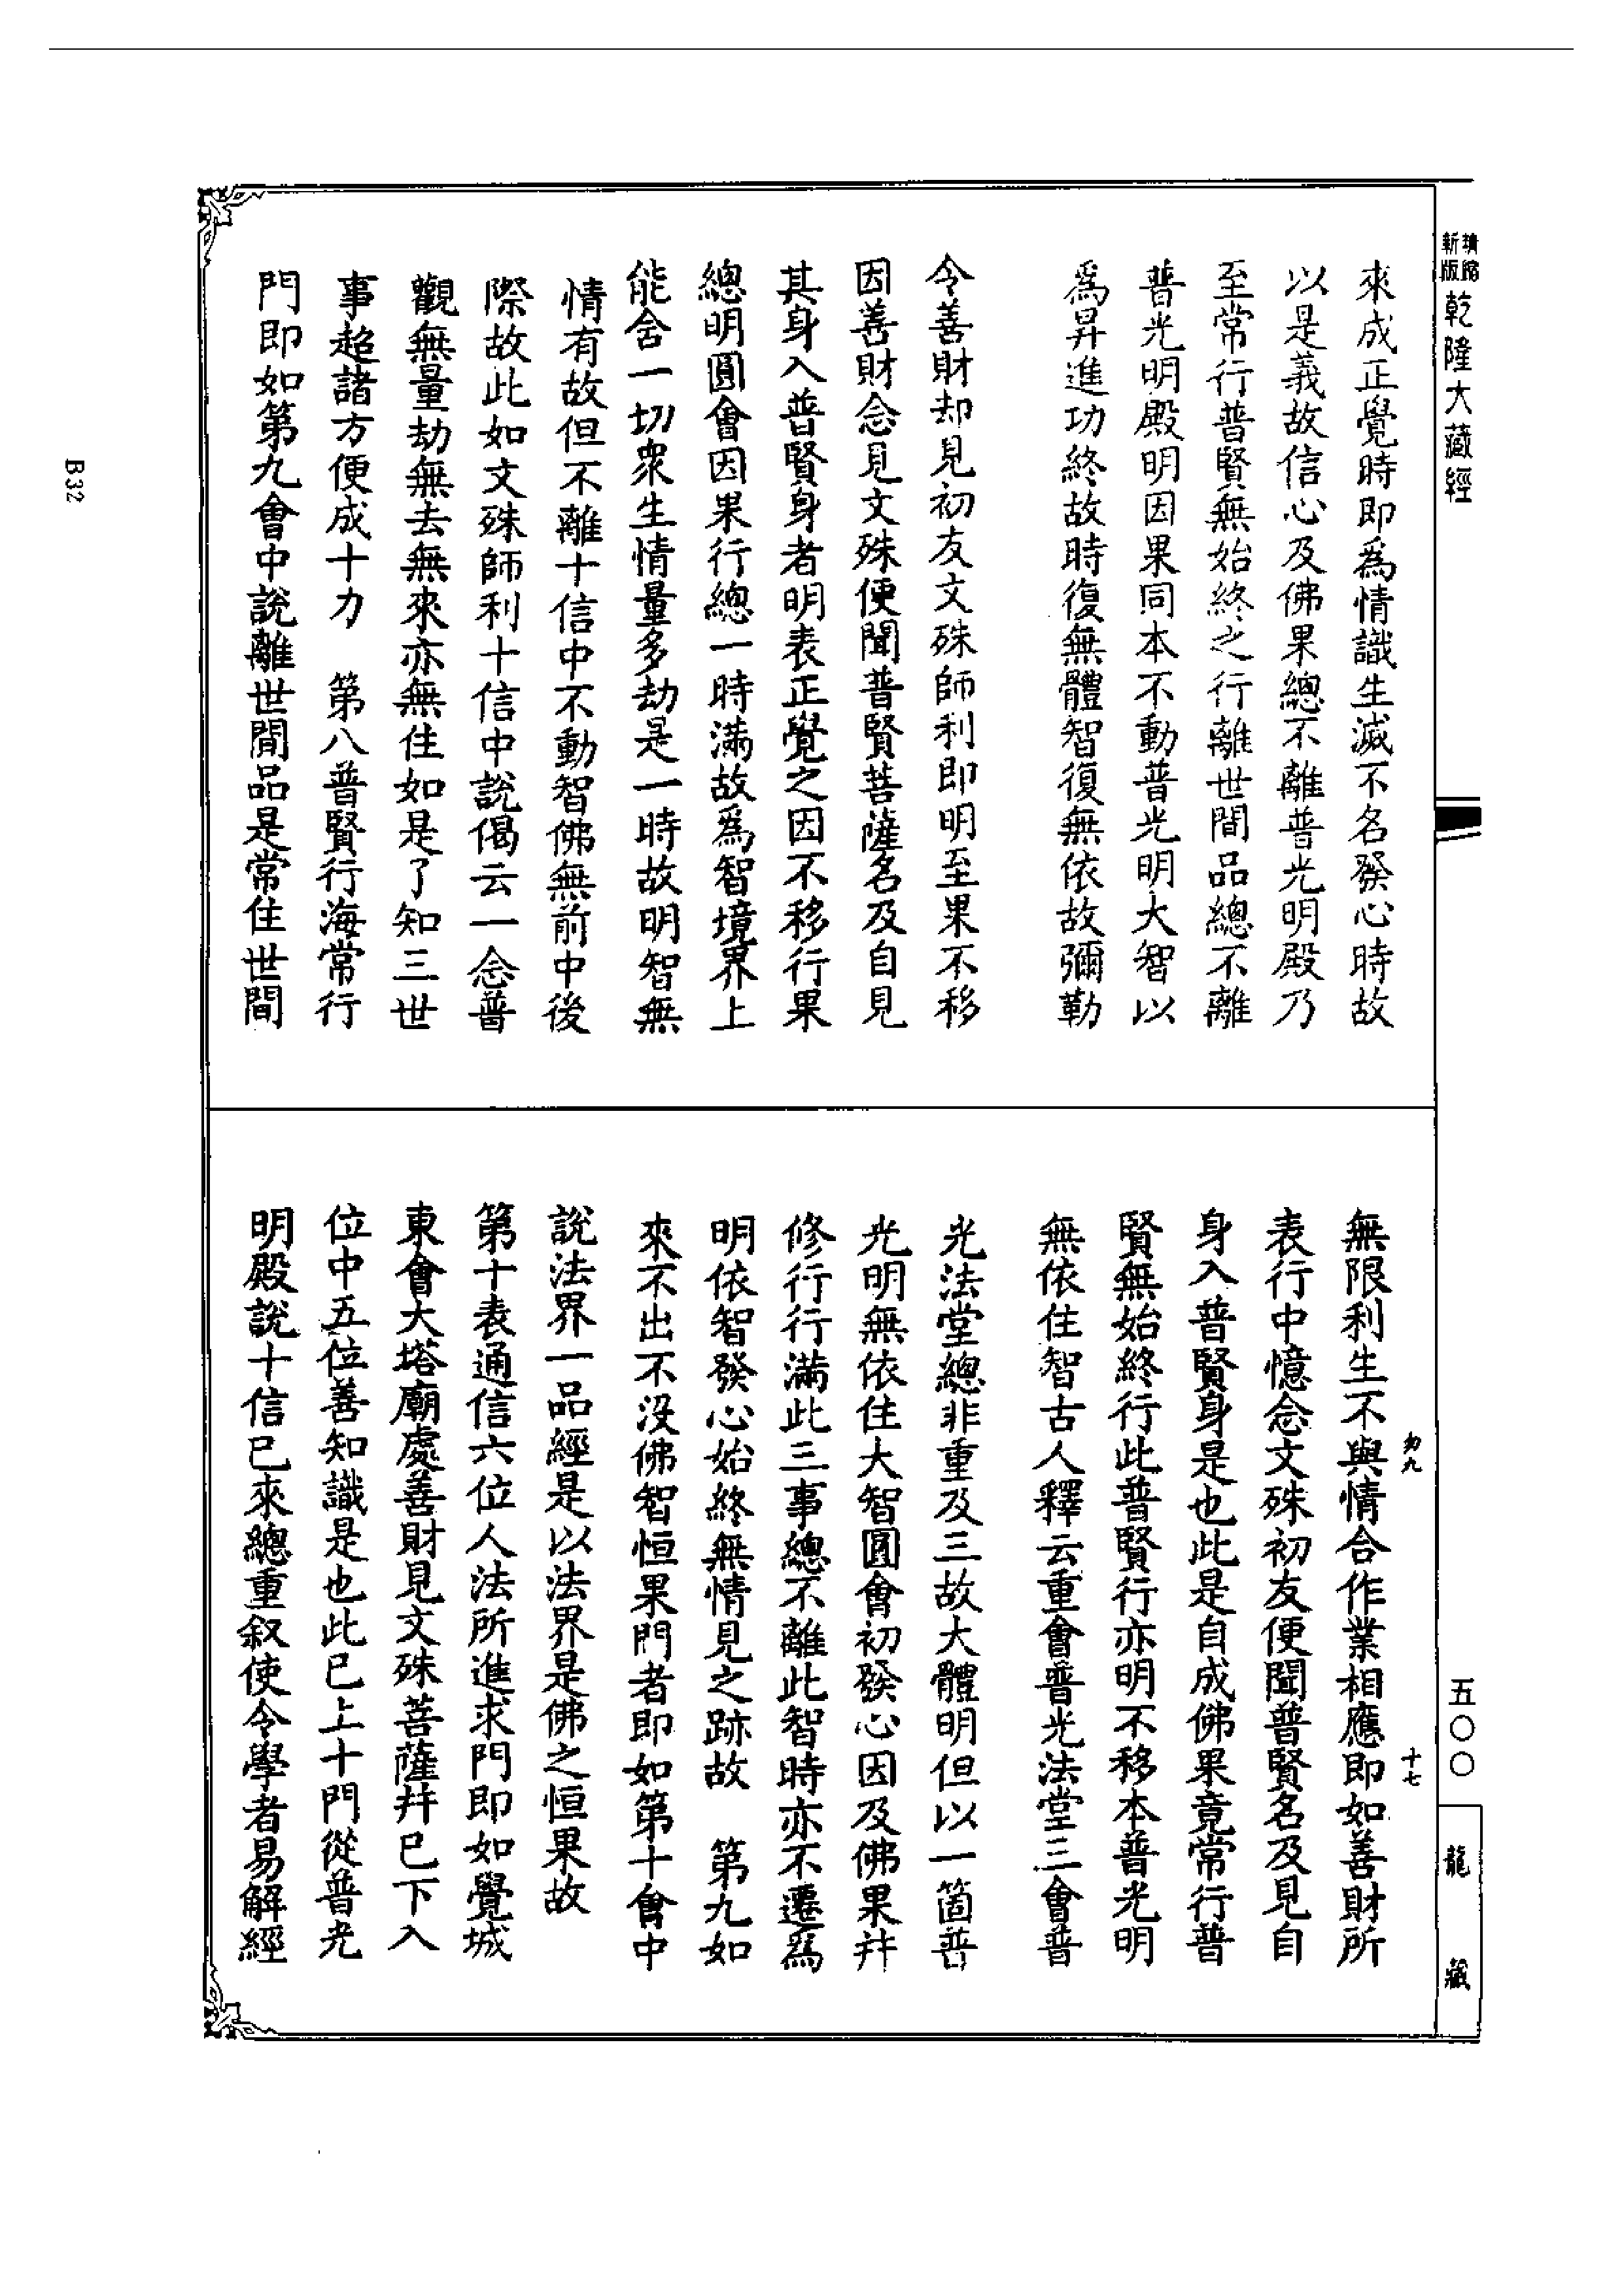 新版精縮
乾隆大藏經
來成正覺時即為情識生滅不名發心時故
以是義故信心及佛果總不離普光明殿乃
至常行普賢無始終之行離世間品總不離
普光明殿明因果同本不動普光明大智以
為昇進功終故時復無體智復無依故彌勒
令善財却見初友文殊師利即明至果不移
因善財念見文殊便聞普賢菩薩名及自見
其身入普賢身者明表正覺之因不移行果
總明圓會因果行總一時滿故為智境界上
能舍一切眾生情量多劫是一時故明智無
情有故但不離十信中不動智佛無前中後
際故此如文殊師利十信中說偈云一念普
觀無量劫無去無來亦無住如是了知三世
事超諸方便成十力　第八普賢行海常行
門即如第九會中說離世間品是常住世間
無限利生不與情合作業相應即如善財所
表行中憶念文殊初友便聞普賢名及見自
身入普賢身是也此是自成佛果竟常行普
賢無始終行此普賢行亦明不移本普光明
無依住智古人釋云重會普光法堂三會普
光法堂總非重及三故大體明但以一箇普
光明無依住大智圓會初發心因及佛果并
修行行滿此三事總不離此智時亦不遷為
明依智發心始終無情見之跡故　第九如
來不出不沒佛智恒果門者即如第十會中
說法界一品經是以法界是佛之恒果故
第十表通信六位人法所進求門即如覺城
東會大塔廟處善財見文殊菩薩并已下入
位中五位善知識是也此已上十門從普光
明殿說十信已來總重叙使令學者易解經
九
十七
五〇〇
龍藏
B32